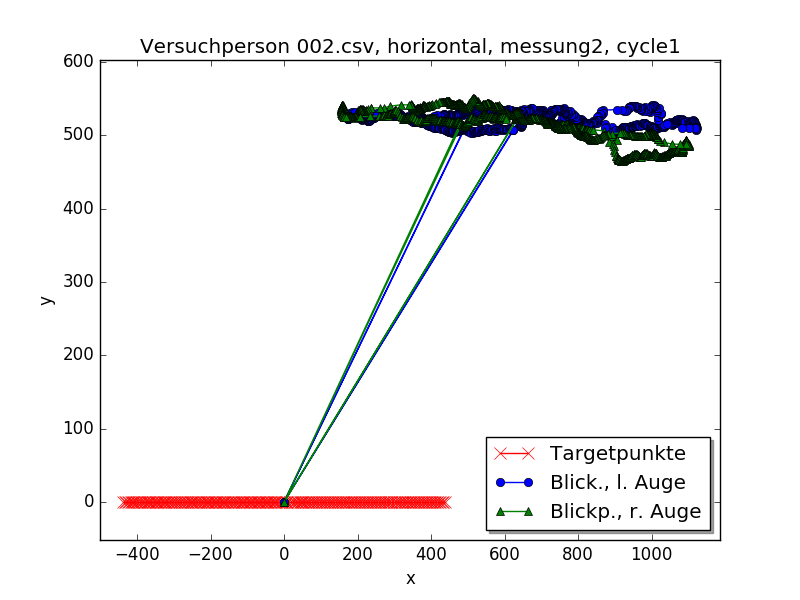 Versuchperson 002.csv, horizontal, messung2, cycle1
600
500
400
300
200
100
0
y
−400 −200 0 200 400 600 800 1000
x
Targetpunkte
Blick., l. Auge
Blickp., r. Auge